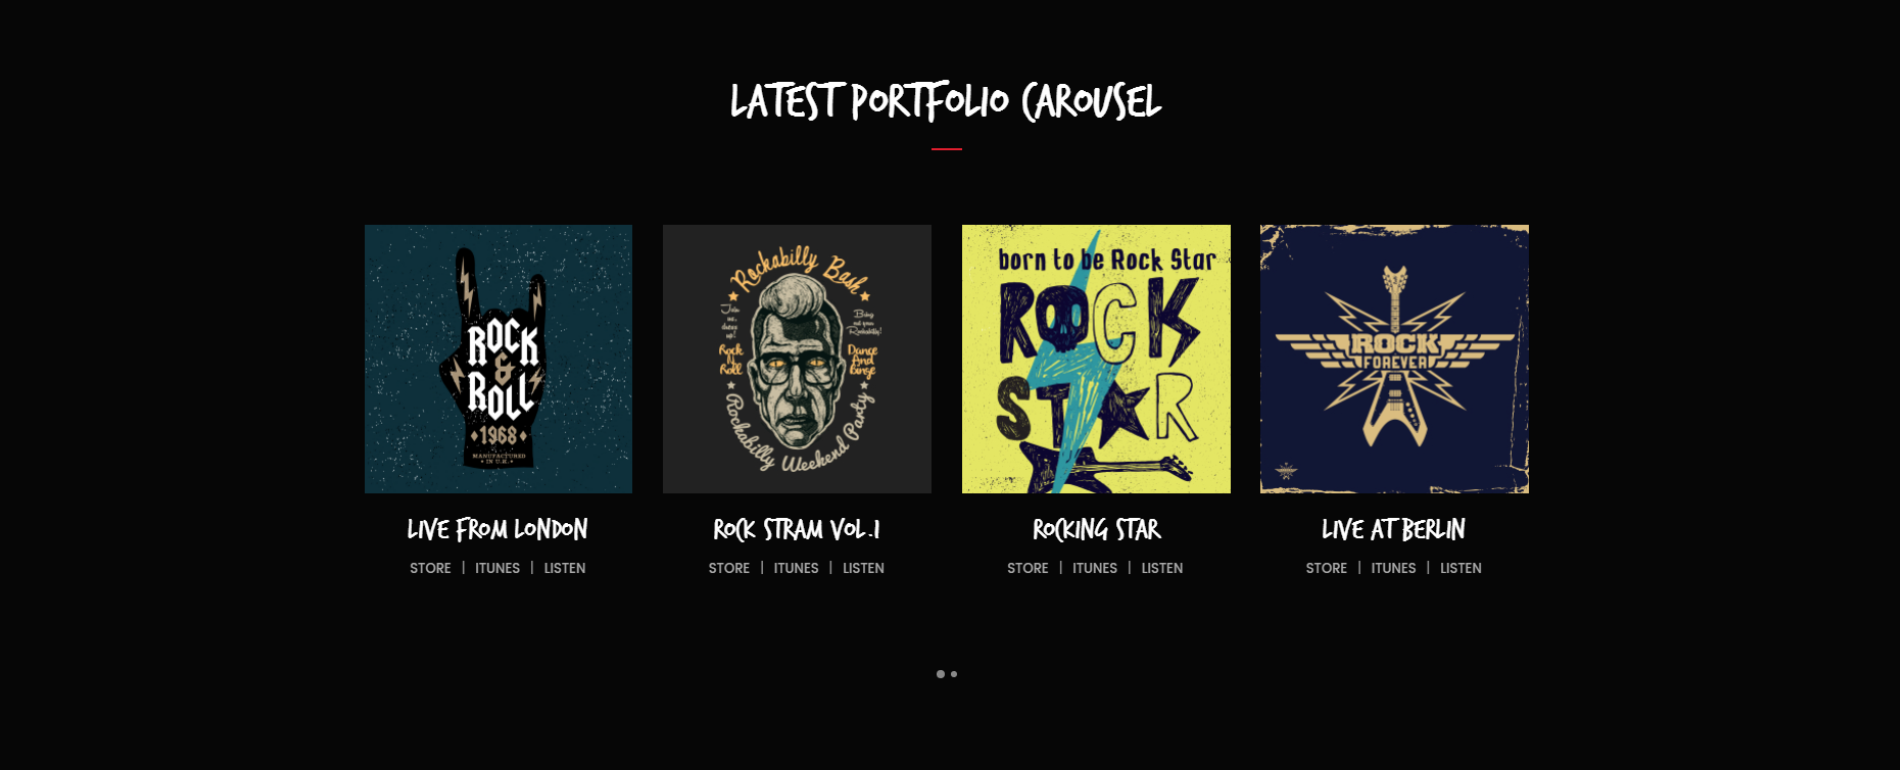 LATEST PORTFOLIO CAROUSEL
ROCK
&
ROLL
1968
MANUFACTURED
IN U.K.
Rockabilly Bash
Join
me,
dance
up!
Bring
out your
Rockabilly!
Rock
N
Roll
Dance
And
Binge
Rockabilly Weekend Party
born to be Rock Star
ROCK
STAR
ROCK
FOREVER
LIVE FROM LONDON
ROCK STRAM VOL.1
ROCKING STAR
LIVE AT BERLIN
STORE | ITUNES | LISTEN
STORE | ITUNES | LISTEN
STORE | ITUNES | LISTEN
STORE | ITUNES | LISTEN